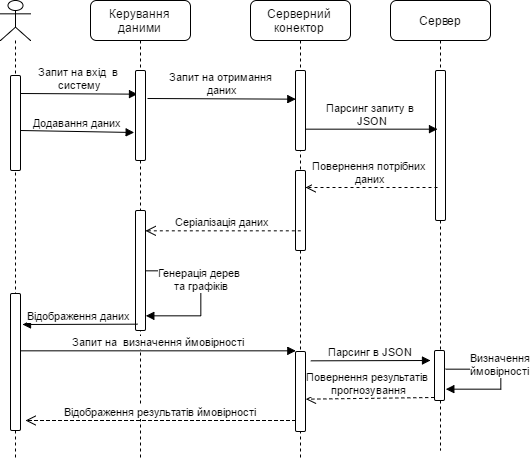 Керування
даними
Серверний
конектор
Сервер
Запит на вхід в
систему
Запит на отримання
даних
Парсинг запиту в
JSON
Додавання даних
Повернення потрібних
даних
Серіалізація даних
Генерація дерев
та графіків
Відображення даних
Запит на визначення ймовірності
Парсинг в JSON
Визначення
ймовірності
Повернення результатів
прогнозування
Відображення результатів ймовірності